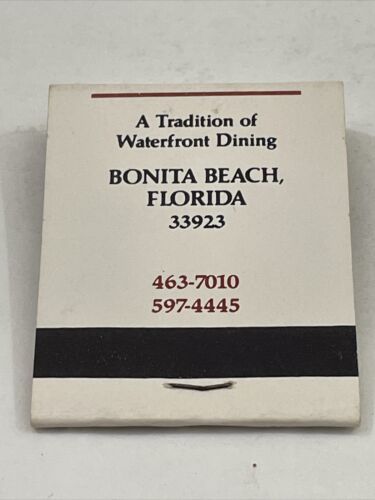 A Tradition of
Waterfront Dining
BONITA BEACH,
FLORIDA
33923
463-7010
597-4445